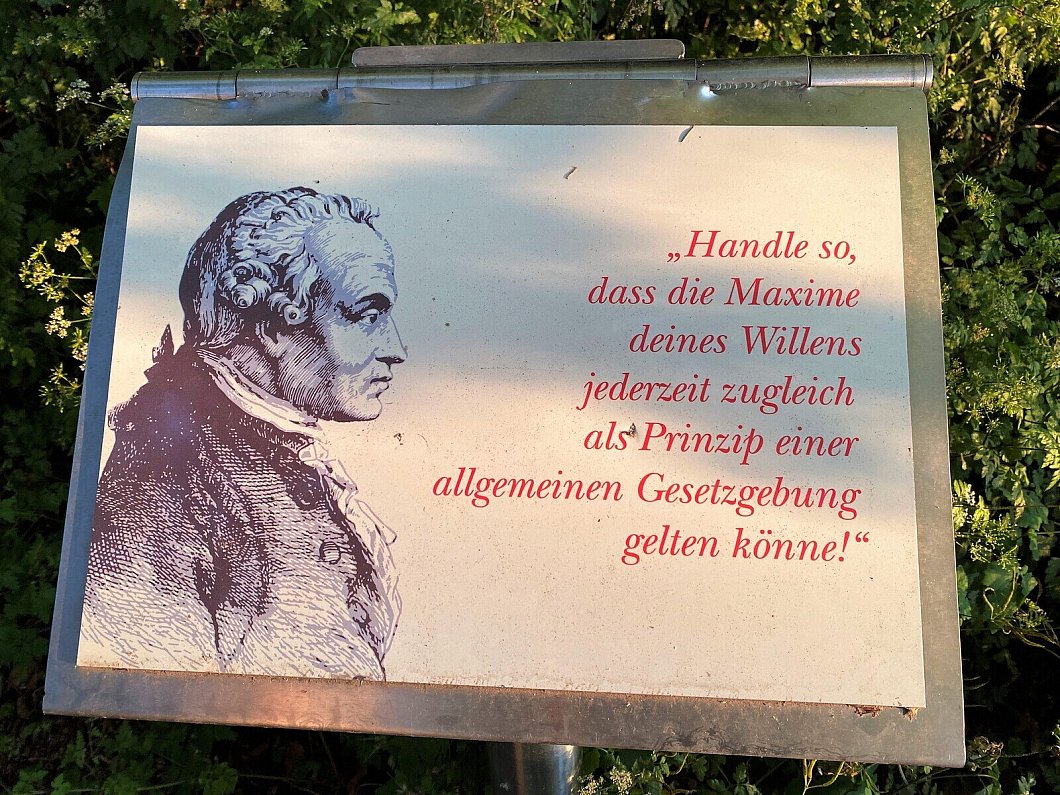 „Handle so,
dass die Maxime
deines Willens
jederzeit zugleich
als Prinzip einer
allgemeinen Gesetzgebung
gelten könne!“